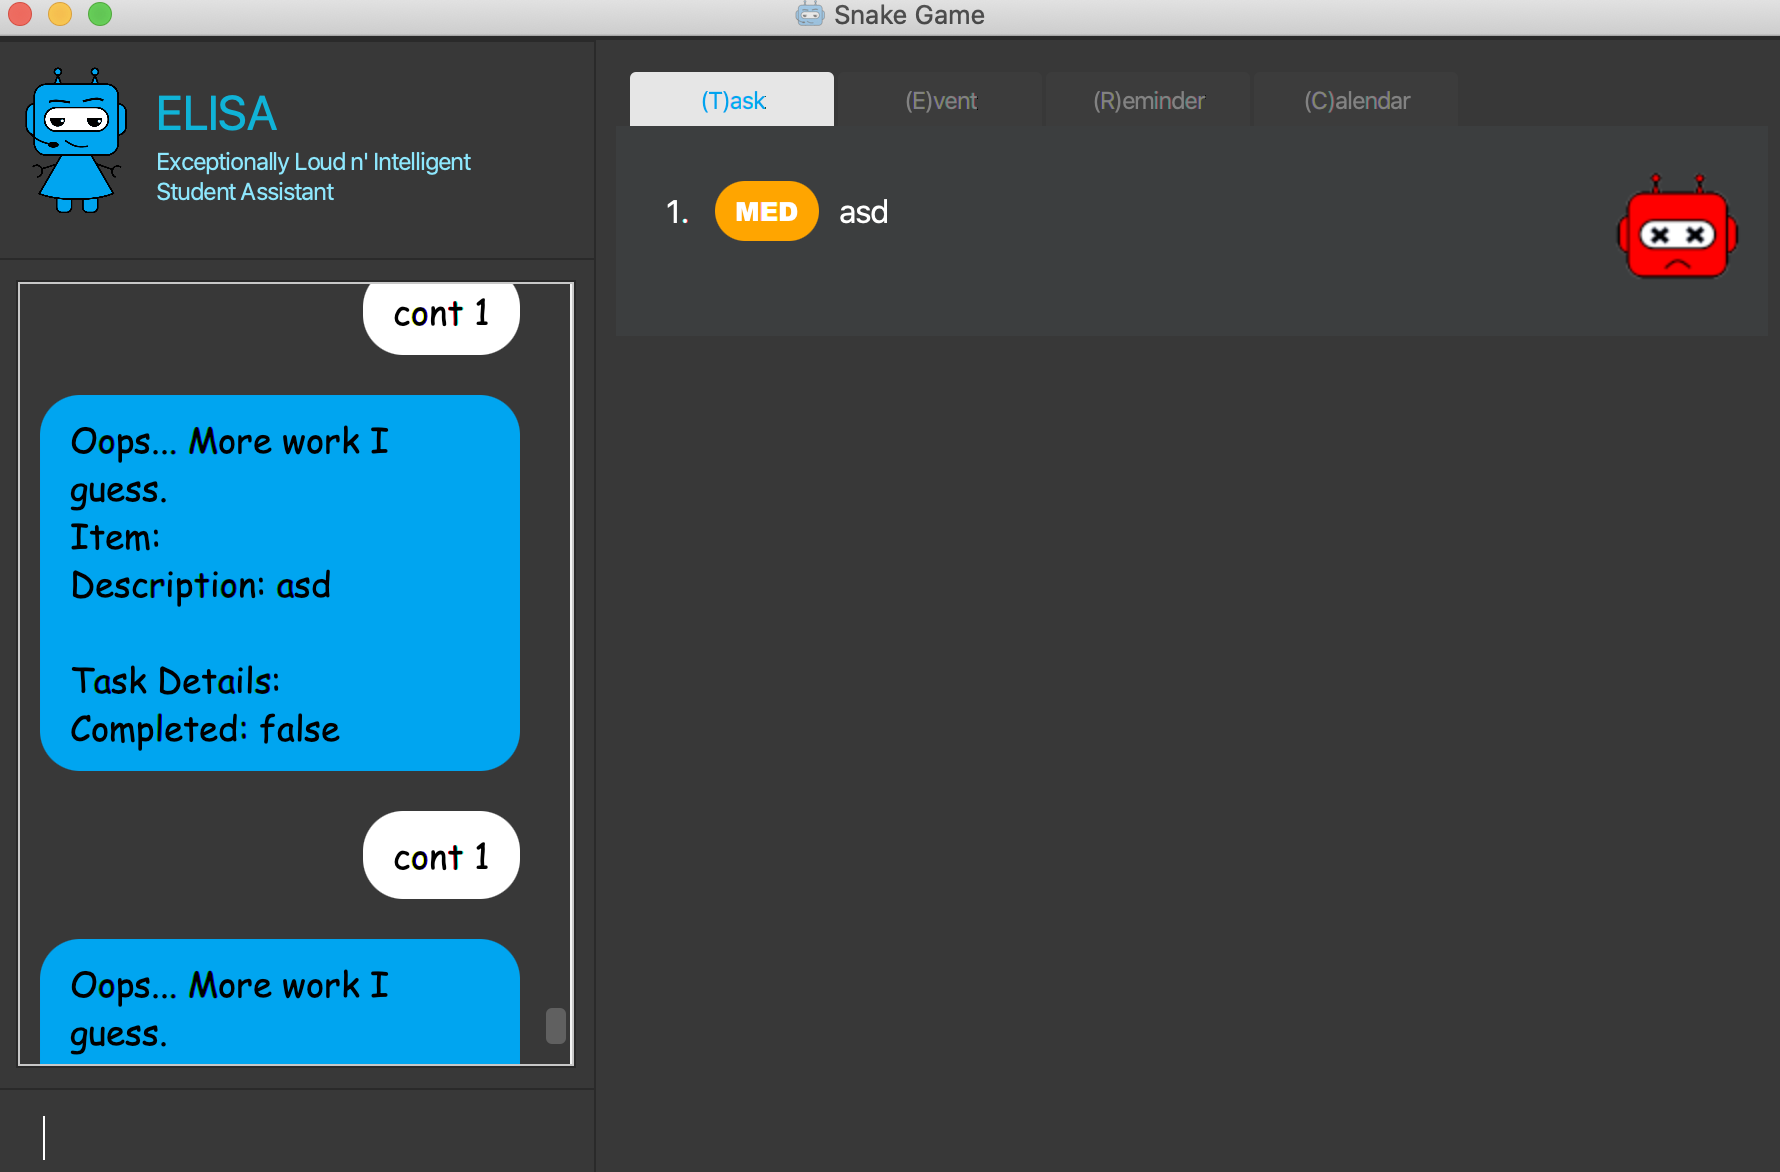 Snake Game
ELISA
Exceptionally Loud n' Intelligent
Student Assistant
cont 1
Oops... More work I
guess.
Item:
Description: asd
Task Details:
Completed: false
cont 1
Oops... More work I
guess.
(T)ask
(E)vent
(R)eminder
(C)alendar
1. MED asd